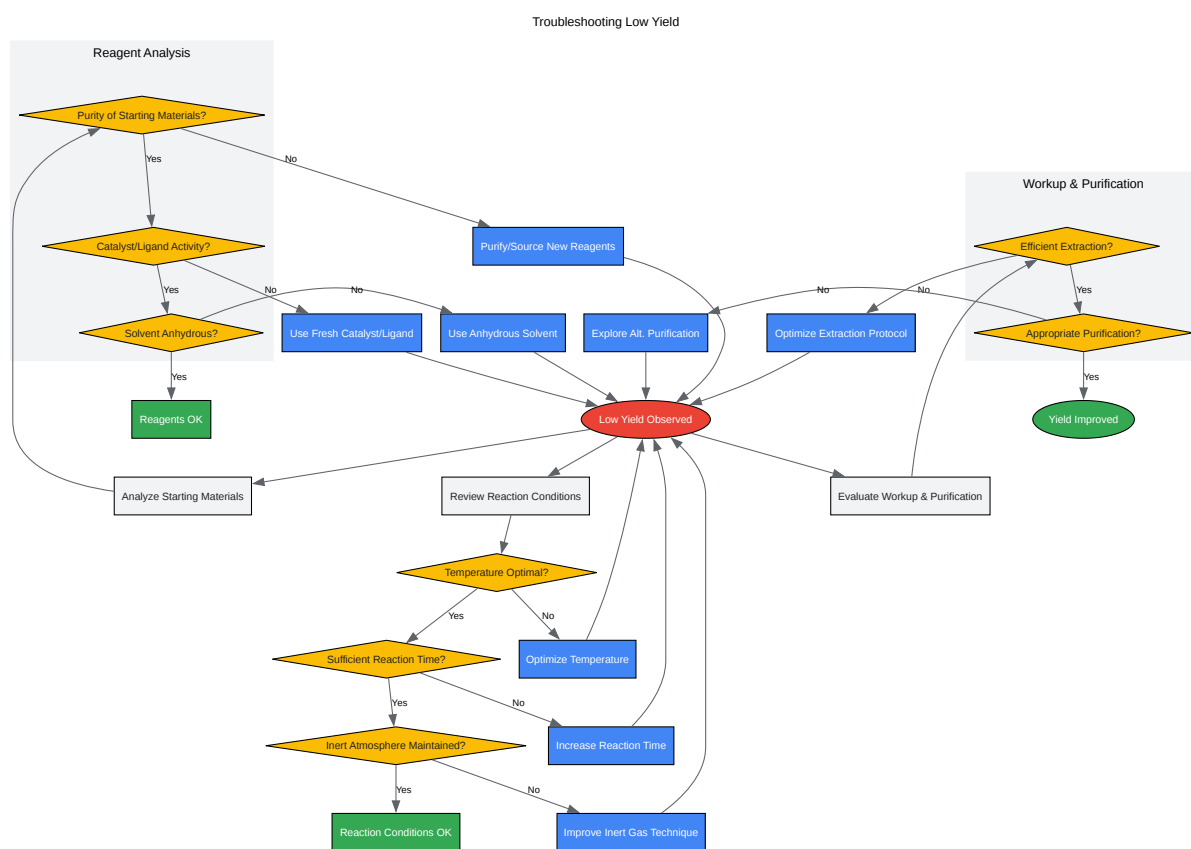 Troubleshooting Low Yield
Reagent Analysis
Purity of Starting Materials?
Yes
No
Workup & Purification
Catalyst/Ligand Activity?
Purify/Source New Reagents
Efficient Extraction?
Yes
No
No
No
No
Yes
Solvent Anhydrous?
Use Fresh Catalyst/Ligand
Use Anhydrous Solvent
Explore Alt. Purification
Optimize Extraction Protocol
Appropriate Purification?
Yes
Yes
Reagents OK
Low Yield Observed
Yield Improved
Analyze Starting Materials
Review Reaction Conditions
Evaluate Workup & Purification
Temperature Optimal?
Yes
No
Sufficient Reaction Time?
Optimize Temperature
Yes
No
Inert Atmosphere Maintained?
Increase Reaction Time
Yes
No
Reaction Conditions OK
Improve Inert Gas Technique